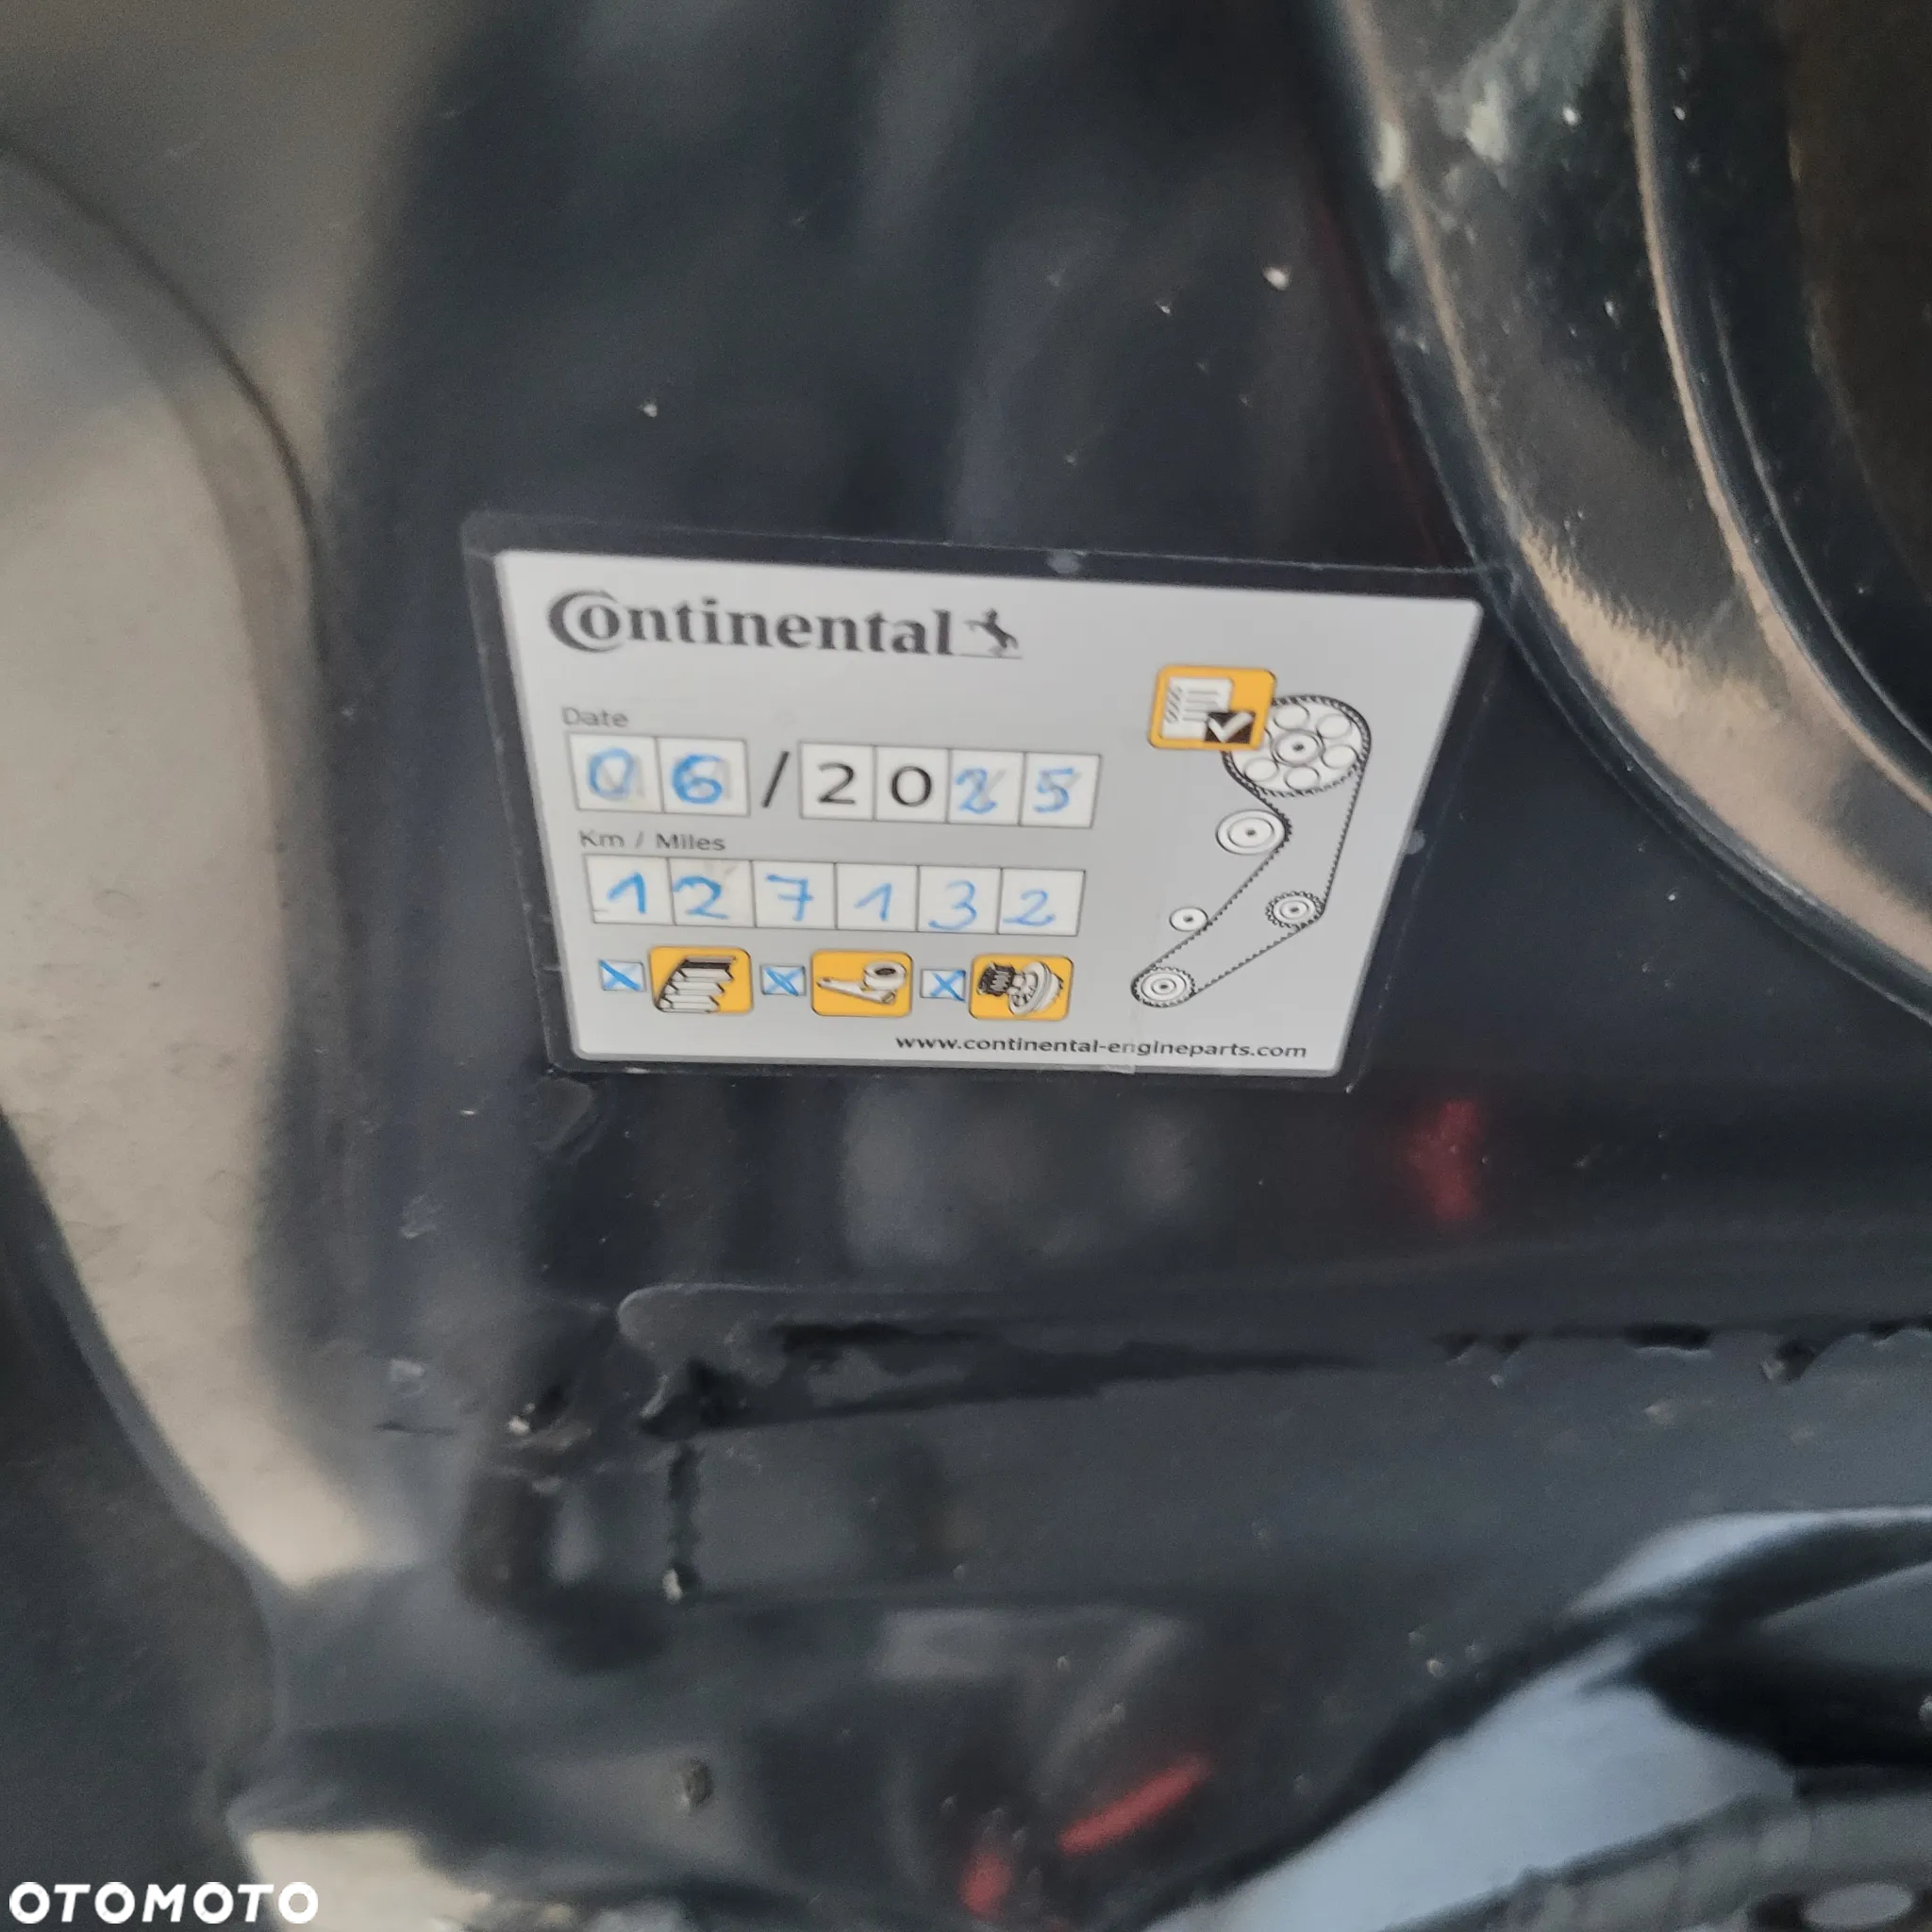 Continental
Date
06/2025
Km / Miles
127132
www.continental-engineparts.com
OTOMOTO